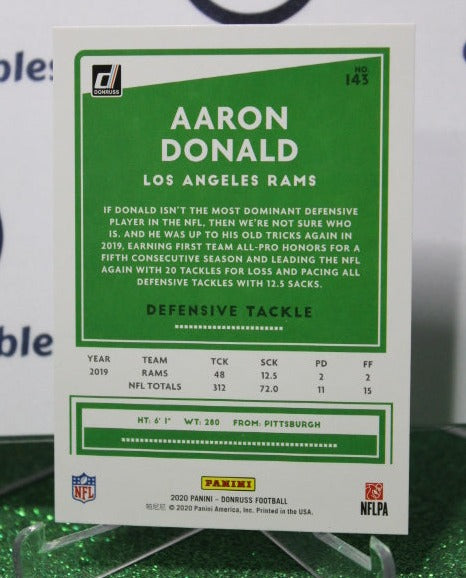 bles
ble
DONRUSS
NO.
143
AARON
DONALD
LOS ANGELES RAMS
IF DONALD ISN'T THE MOST DOMINANT DEFENSIVE
PLAYER IN THE NFL, THEN WE'RE NOT SURE WHO
IS. AND HE WAS UP TO HIS OLD TRICKS AGAIN IN
2019, EARNING FIRST TEAM ALL-PRO HONORS FOR A
FIFTH CONSECUTIVE SEASON AND LEADING THE NFL
AGAIN WITH 20 TACKLES FOR LOSS AND PACING ALL
DEFENSIVE TACKLES WITH 12.5 SACKS.
DEFENSIVE TACKLE
YEAR TEAM TCK SCK PD FF
2019 RAMS 48 12.5 2 2
NFL TOTALS 312 72.0 11 15
HT: 6' 1" WT: 280 FROM: PITTSBURGH
NFL
PANINI
NFLPA
2020 PANINI - DONRUSS FOOTBALL
帕尼尼 © 2020 Panini America, Inc. Printed in the USA.